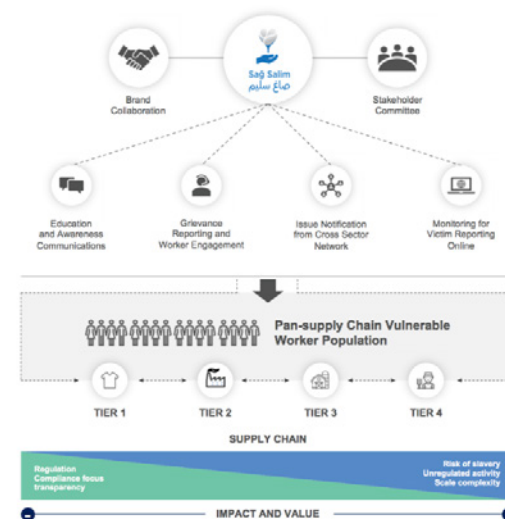 Sağ Salim
صاغ سليم
Brand
Collaboration
Stakeholder
Committee
Education
and Awareness
Communications
Grievance
Reporting and
Worker Engagement
Issue Notification
from Cross Sector
Network
Monitoring for
Victim Reporting
Online
Pan-supply Chain Vulnerable
Worker Population
TIER 1
TIER 2
TIER 3
TIER 4
SUPPLY CHAIN
Regulation
Compliance focus
transparency
Risk of slavery
Unregulated activity
Scale complexity
- IMPACT AND VALUE